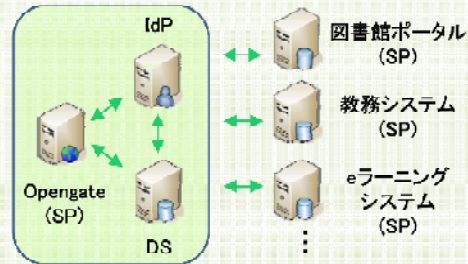 IdP
Opengate
(SP)
DS
図書館ポータル
(SP)
教務システム
(SP)
eラーニング
システム
(SP)
⋮